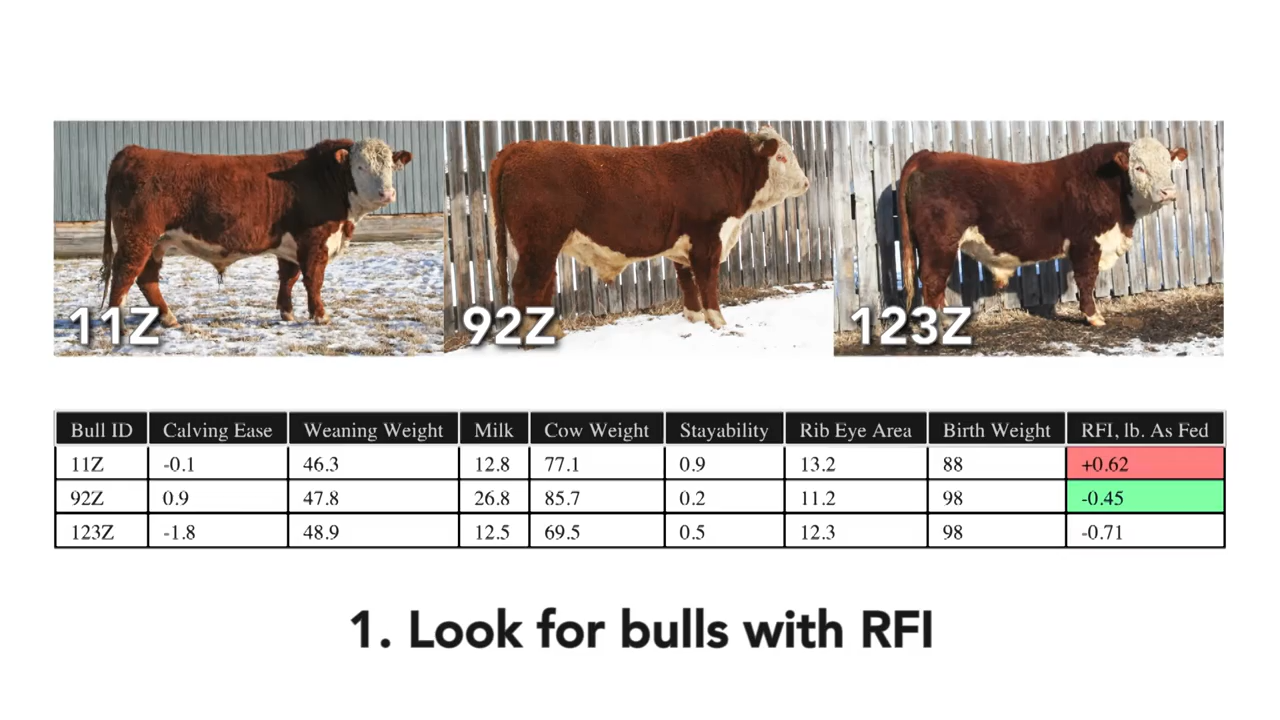 11Z 92Z 123Z
Bull ID Calving Ease Weaning Weight Milk Cow Weight Stayability Rib Eye Area Birth Weight RFI, lb. As Fed
11Z -0.1 46.3 12.8 77.1 0.9 13.2 88 +0.62
92Z 0.9 47.8 26.8 85.7 0.2 11.2 98 -0.45
123Z -1.8 48.9 12.5 69.5 0.5 12.3 98 -0.71
1. Look for bulls with RFI